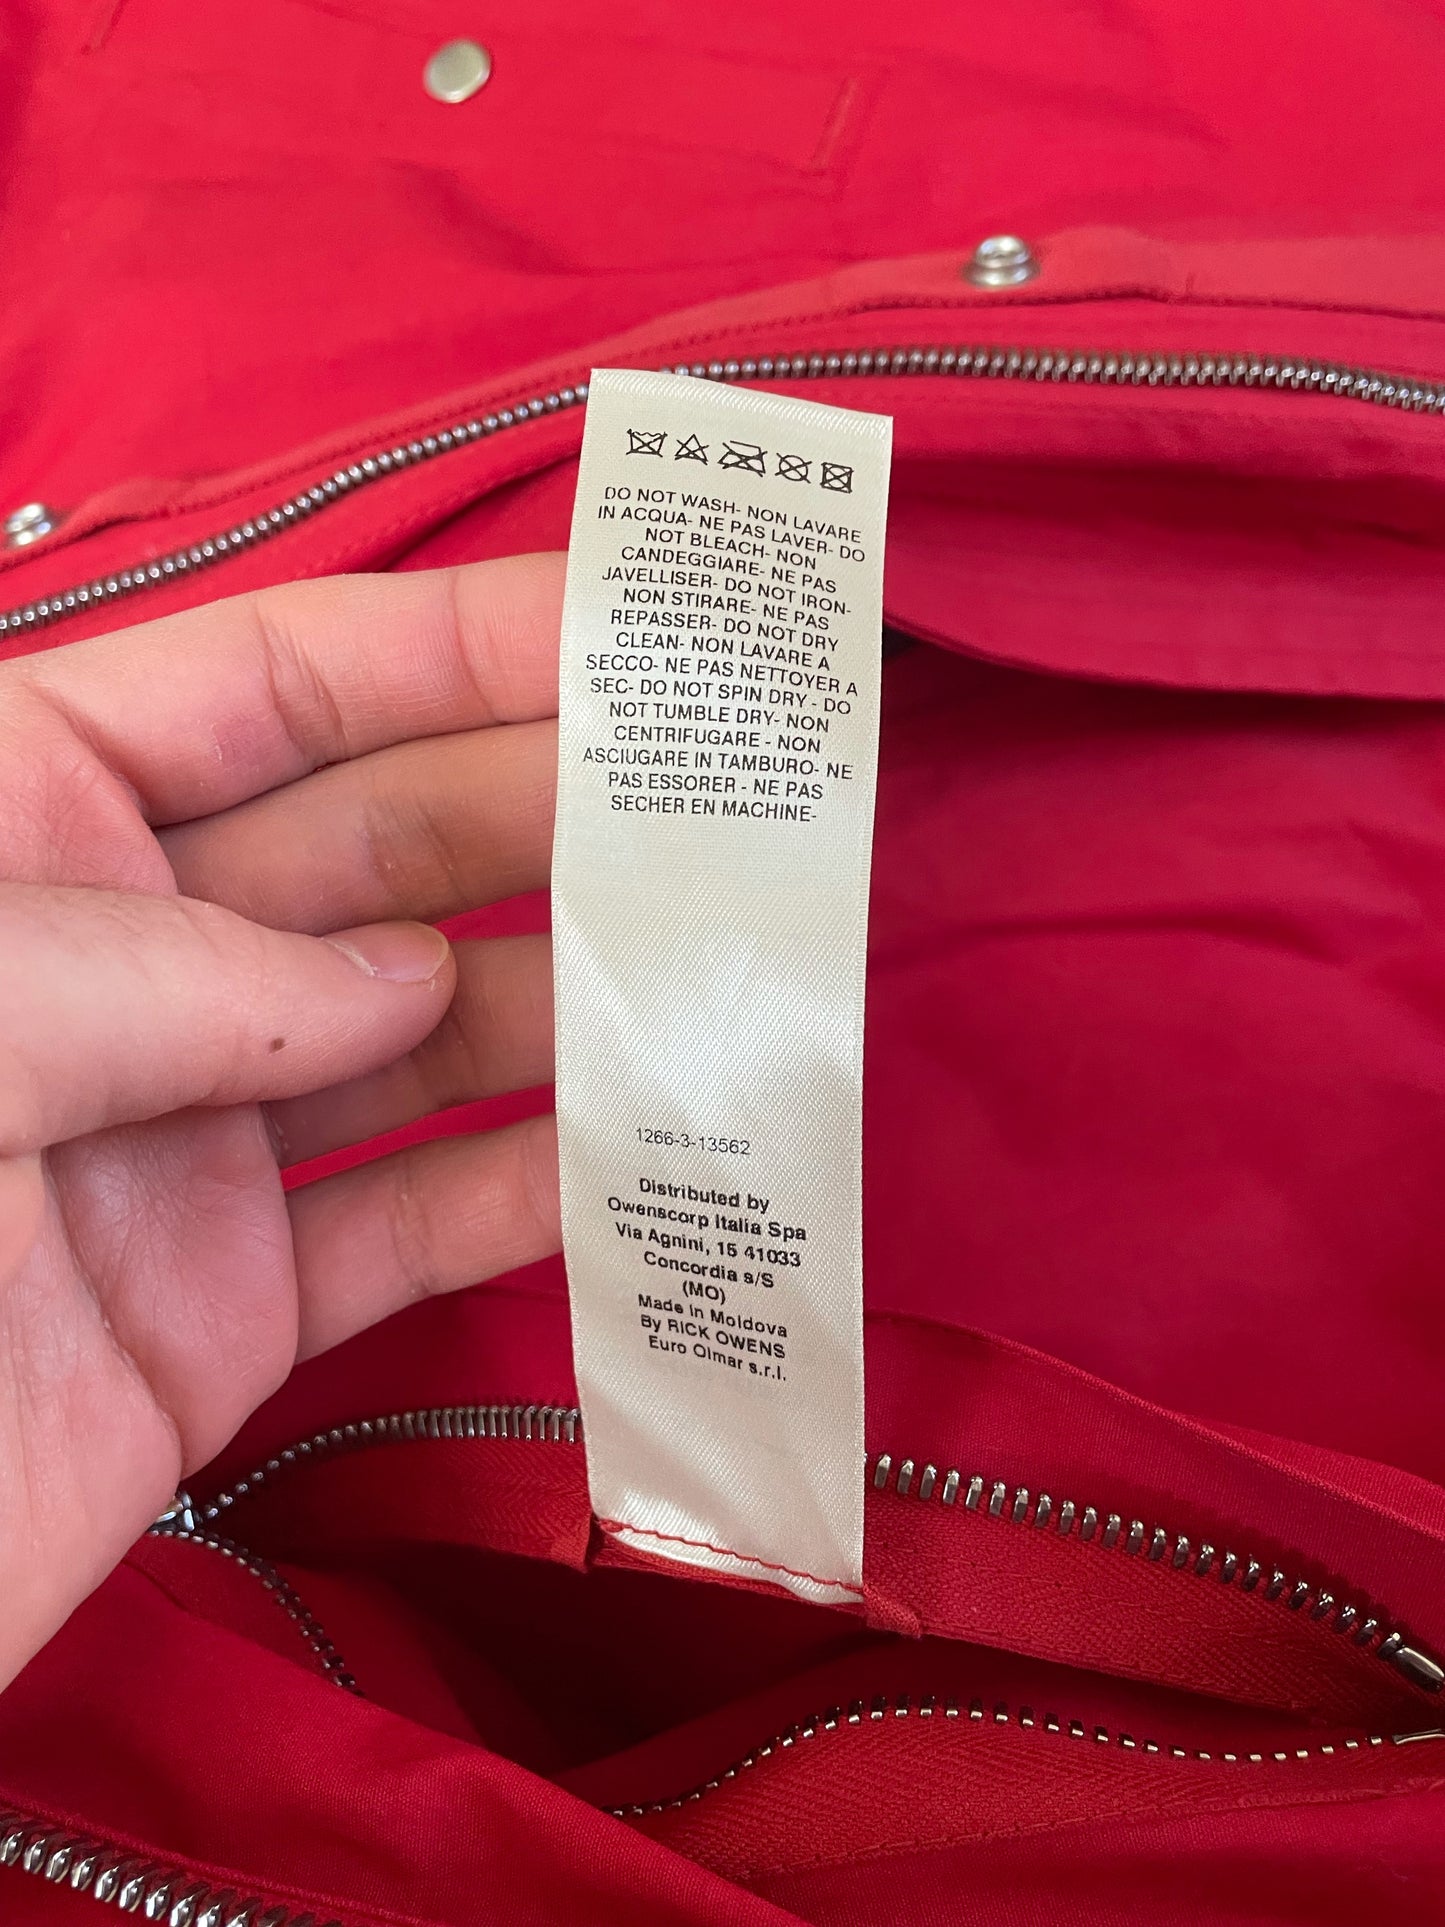 DO NOT WASH- NON LAVARE
IN ACQUA- NE PAS LAVER- DO
NOT BLEACH- NON
CANDEGGIARE- NE PAS
JAVELLISER- DO NOT IRON-
NON STIRARE- NE PAS
REPASSER- DO NOT DRY
CLEAN- NON LAVARE A
SECCO- NE PAS NETTOYER A
SEC- DO NOT SPIN DRY - DO
NOT TUMBLE DRY- NON
CENTRIFUGARE - NON
ASCIUGARE IN TAMBURO- NE
PAS ESSORER - NE PAS
SECHER EN MACHINE-
1266-3-13562
Distributed by
Owenscorp Italia Spa
Via Agnini, 15 41033
Concordia s/S
(MO)
Made in Moldova
By RICK OWENS
Euro Olmar s.r.l.